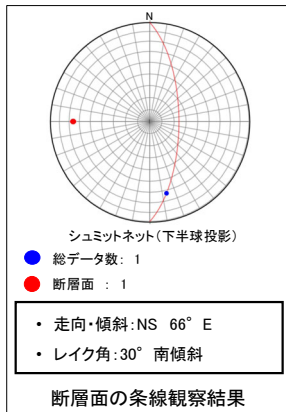 N
シュミットネット(下半球投影)
総データ数: 1
断層面 : 1
• 走向・傾斜:NS 66° E
• レイク角:30° 南傾斜
断層面の条線観察結果